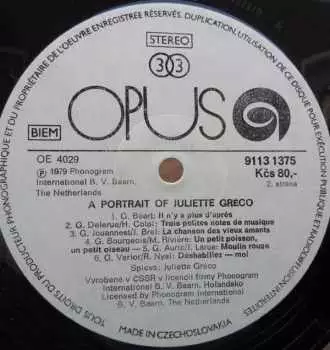 TOUS DROITS DU PRODUCTEUR PHONOGRAPHIQUE ET DU PROPRIÉTAIRE DE L'OEUVRE ENREGISTREE RÉSERVÉS. DUPLICATION, UTILISATION DE CE DISQUE POUR EXÉCUTION PUBLIQUE ET RADIODIFFUSION INTERDITES
STEREO
33
OPUS
BIEM
OE 4029
9113 1375
℗ 1979 Phonogram
Kčs 80,-
International B. V. Baarn,
2. strana
The Netherlands
A PORTRAIT OF JULIETTE GRECO
1. G. Béart: Il n'y a plus d'après
2. G. Delerue/H. Colpi: Trois petites notes de musique
3. G. Jouannest/J. Brel: La chanson des vieux amants
4. G. Bourgeois/M. Rivière: Un petit poisson,
un petit oiseau - 5. G. Auric/J. Larue: Moulin rouge
6. G. Verlor/R. Nyel: Déshabillez - moi
Spieva: Juliette Greco
Vyrobené v ČSSR v licencii firmy Phonogram
International B. V. Baarn, Holandsko
Licensed by Phonogram International
B. V. Baarn, The Netherlands
MADE IN CZECHOSLOVAKIA